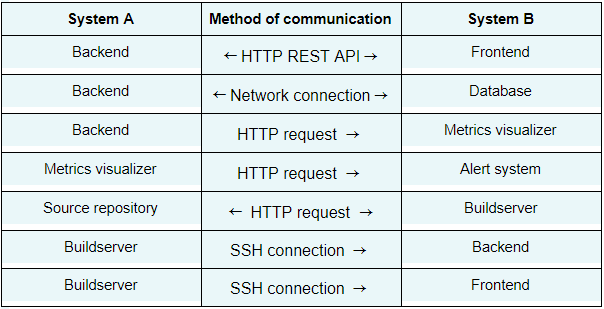 System A Method of communication System B
Backend ← HTTP REST API → Frontend
Backend ← Network connection → Database
Backend HTTP request → Metrics visualizer
Metrics visualizer HTTP request → Alert system
Source repository ← HTTP request → Buildserver
Buildserver SSH connection → Backend
Buildserver SSH connection → Frontend